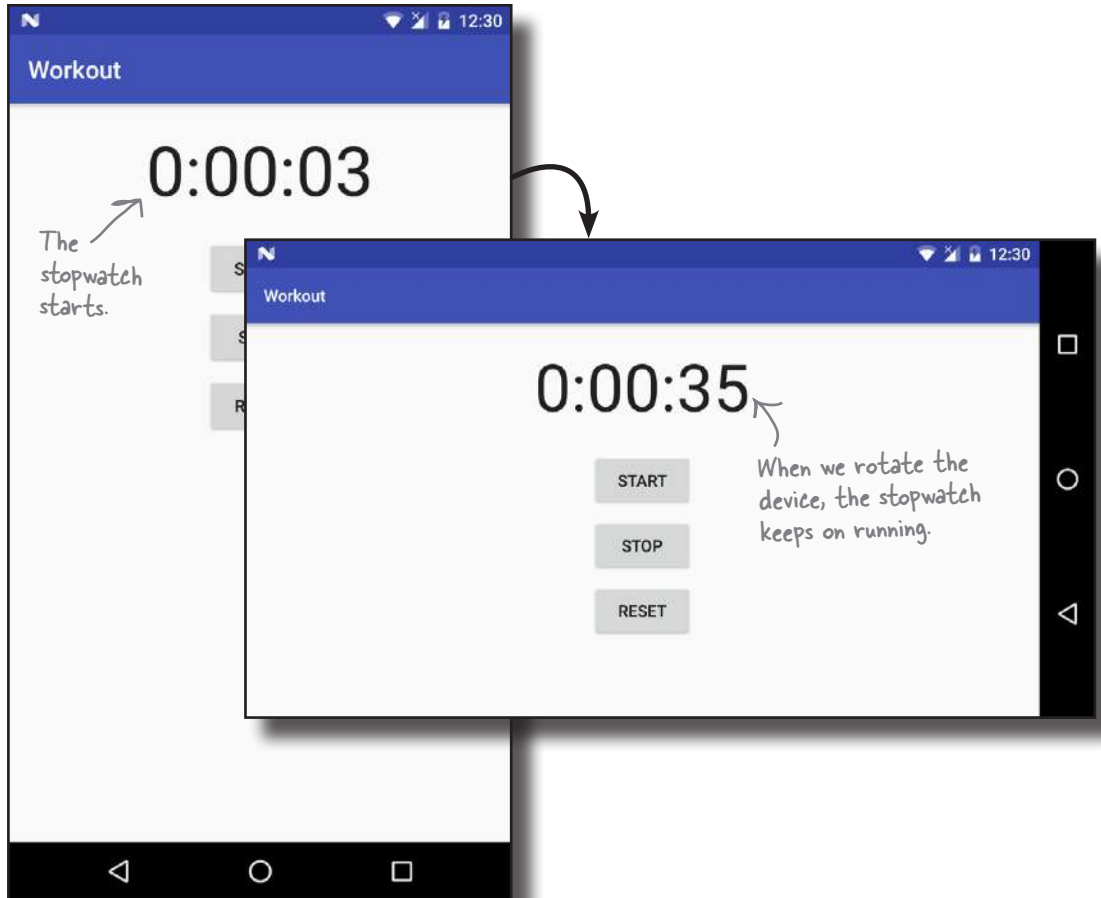 12:30
Workout
0:00:03
The
stopwatch
starts.
S
S
R
12:30
Workout
0:00:35
When we rotate the
device, the stopwatch
keeps on running.
START
STOP
RESET